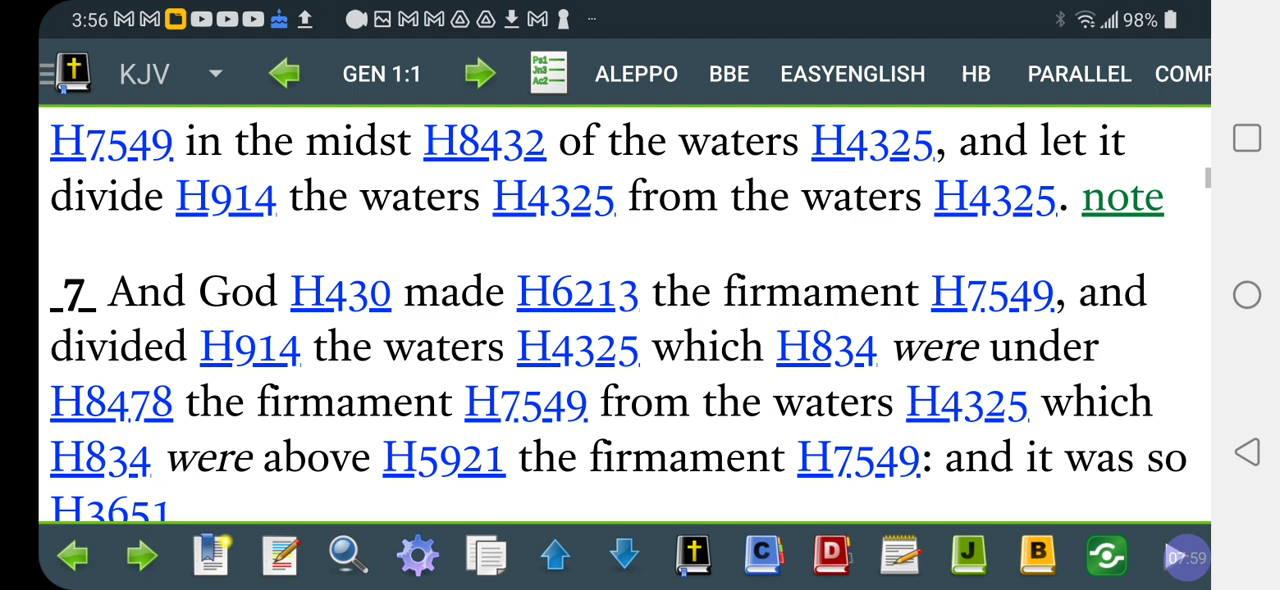 3:56 98%
KJV GEN 1:1 Ps1 Jn3 Ac2 ALEPPO BBE EASYENGLISH HB PARALLEL COMP
H7549 in the midst H8432 of the waters H4325, and let it
divide H914 the waters H4325 from the waters H4325. note
7 And God H430 made H6213 the firmament H7549, and
divided H914 the waters H4325 which H834 were under
H8478 the firmament H7549 from the waters H4325 which
H834 were above H5921 the firmament H7549: and it was so
H3651
C D J B 07:59